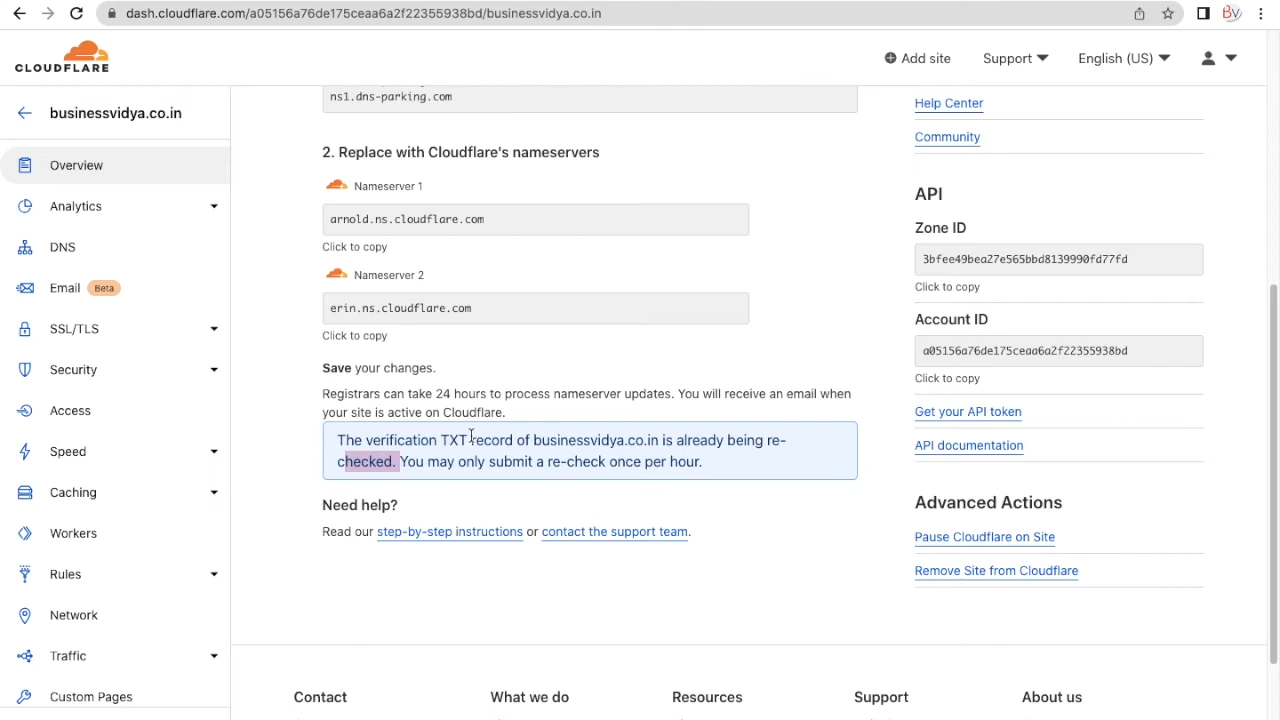 dash.cloudflare.com/a05156a76de175ceaa6a2f22355938bd/businessvidya.co.in
BV
CLOUDFLARE
Add site
Support
English (US)
businessvidya.co.in
Overview
Analytics
DNS
Email Beta
SSL/TLS
Security
Access
Speed
Caching
Workers
Rules
Network
Traffic
Custom Pages
ns1.dns-parking.com
2. Replace with Cloudflare's nameservers
Nameserver 1
arnold.ns.cloudflare.com
Click to copy
Nameserver 2
erin.ns.cloudflare.com
Click to copy
Save your changes.
Registrars can take 24 hours to process nameserver updates. You will receive an email when
your site is active on Cloudflare.
The verification TXT record of businessvidya.co.in is already being re-
checked. You may only submit a re-check once per hour.
Need help?
Read our step-by-step instructions or contact the support team.
Help Center
Community
API
Zone ID
3bfee49bea27e565bbd8139990fd77fd
Click to copy
Account ID
a05156a76de175ceaa6a2f22355938bd
Click to copy
Get your API token
API documentation
Advanced Actions
Pause Cloudflare on Site
Remove Site from Cloudflare
Contact
What we do
Resources
Support
About us